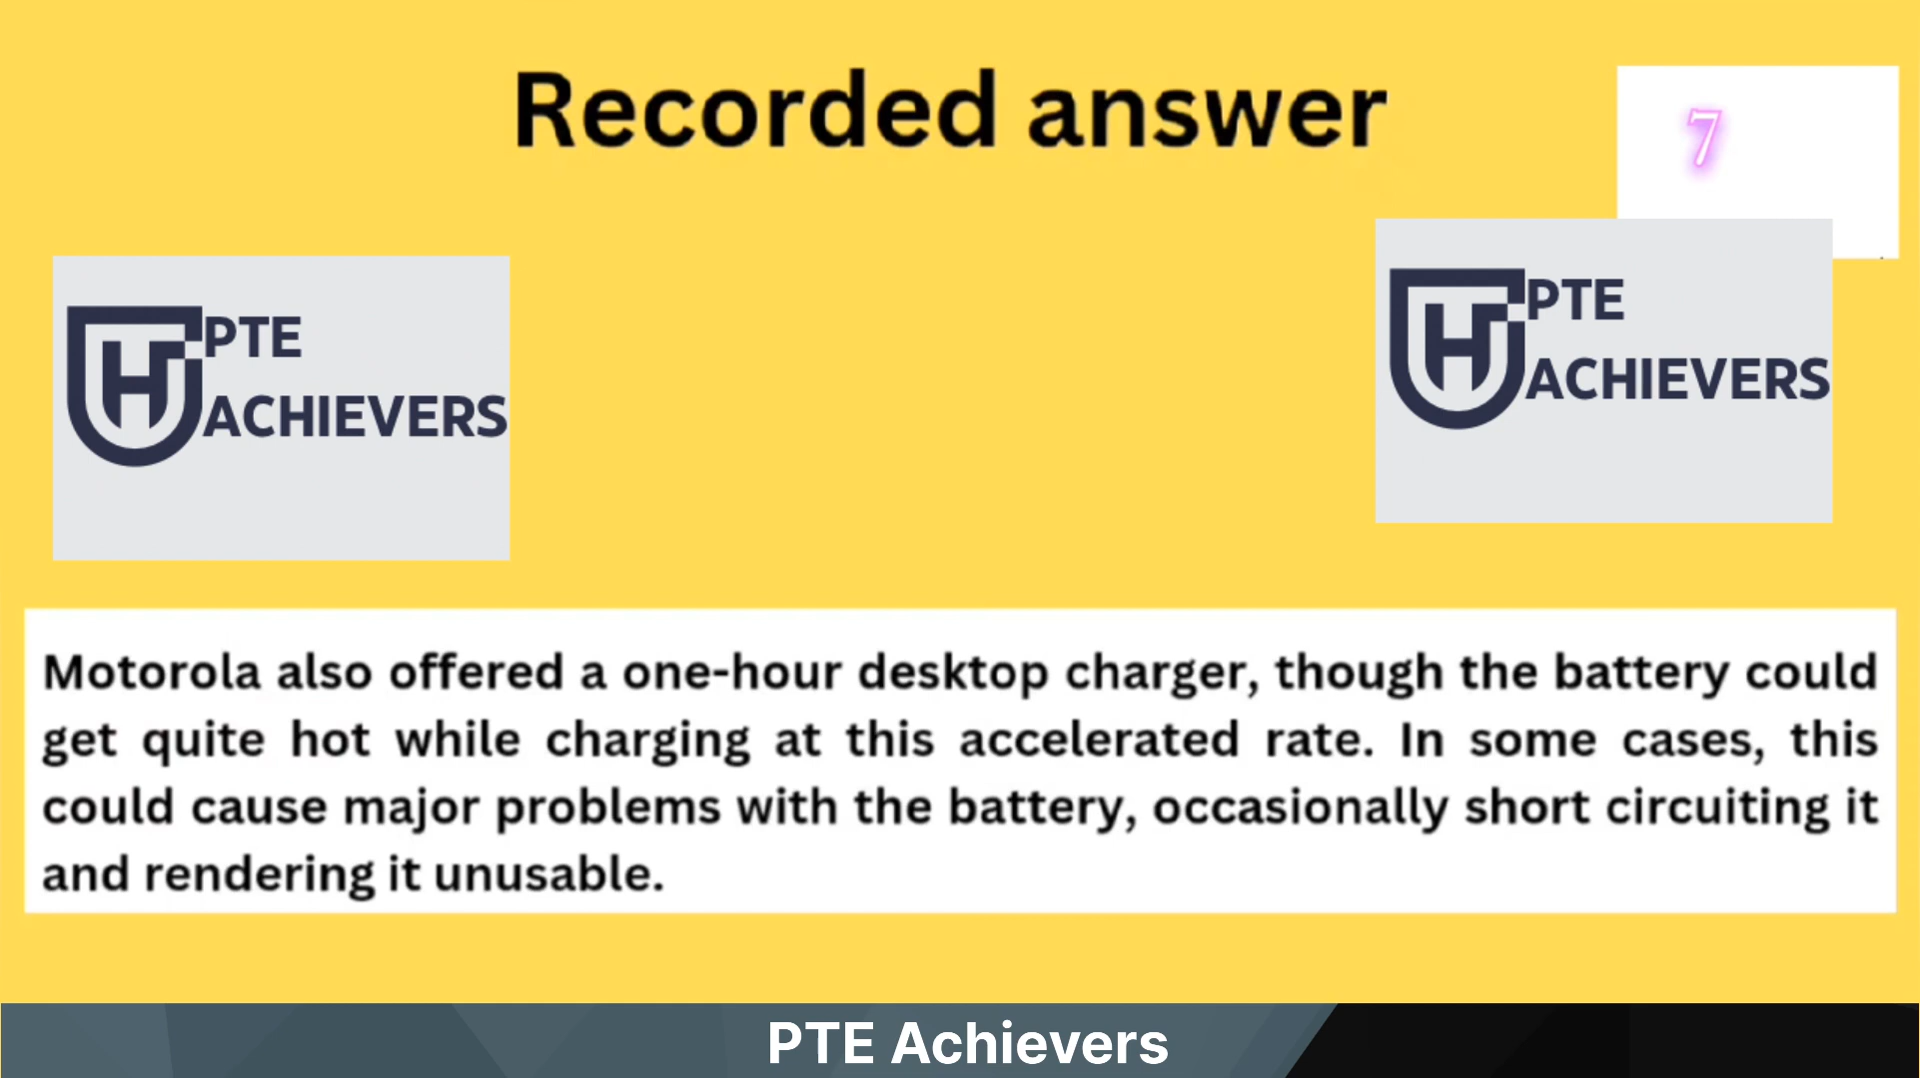 Recorded answer
7
PTE
ACHIEVERS
PTE
ACHIEVERS
Motorola also offered a one-hour desktop charger, though the battery could
get quite hot while charging at this accelerated rate. In some cases, this
could cause major problems with the battery, occasionally short circuiting it
and rendering it unusable.
PTE Achievers